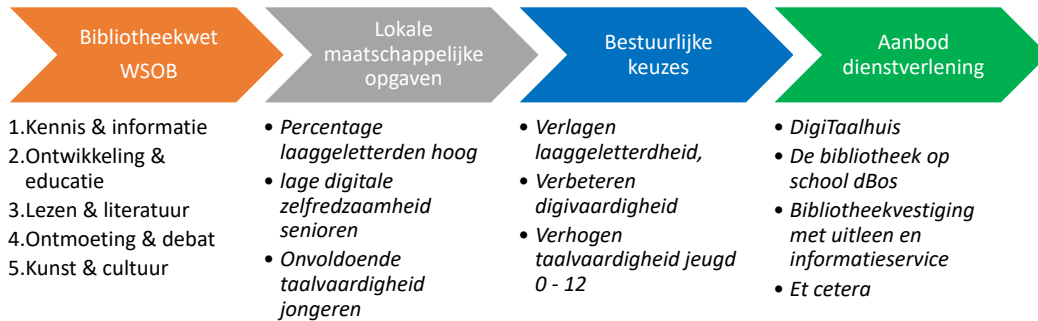 Bibliotheekwet
WSOB
1.Kennis & informatie
2.Ontwikkeling &
educatie
3.Lezen & literatuur
4.Ontmoeting & debat
5.Kunst & cultuur
Lokale
maatschappelijke
opgaven
• Percentage
laaggeletterden hoog
• lage digitale
zelfredzaamheid
senioren
• Onvoldoende
taalvaardigheid
jongeren
Bestuurlijke
keuzes
• Verlagen
laaggeletterdheid,
• Verbeteren
digivaardigheid
• Verhogen
taalvaardigheid jeugd
0 - 12
Aanbod
dienstverlening
• DigiTaalhuis
• De bibliotheek op
school dBos
• Bibliotheekvestiging
met uitleen en
informatieservice
• Et cetera